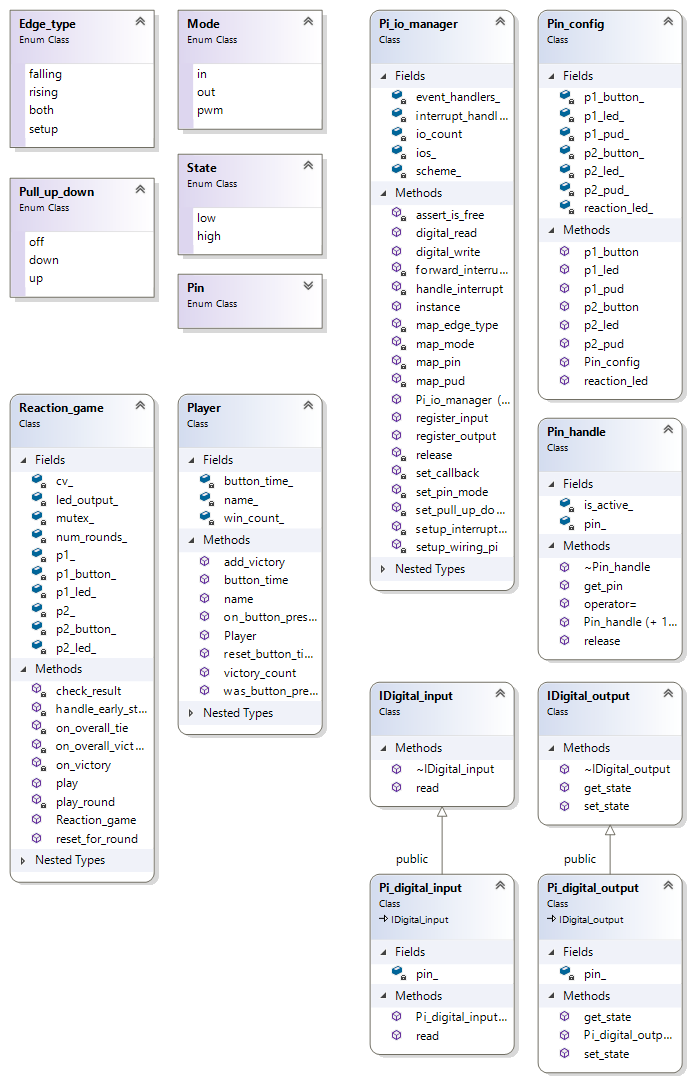 Edge_type
Enum Class
falling
rising
both
setup
Mode
Enum Class
in
out
pwm
State
Enum Class
low
high
Pull_up_down
Enum Class
off
down
up
Pin
Enum Class
Pi_io_manager
Class
Fields
event_handlers_
interrupt_handl...
io_count
ios_
scheme_
Methods
assert_is_free
digital_read
digital_write
forward_interru...
handle_interrupt
instance
map_edge_type
map_mode
map_pin
map_pud
Pi_io_manager (...
register_input
register_output
release
set_callback
set_pin_mode
set_pull_up_do...
setup_interrupt...
setup_wiring_pi
Nested Types
Pin_config
Class
Fields
p1_button_
p1_led_
p1_pud_
p2_button_
p2_led_
p2_pud_
reaction_led_
Methods
p1_button
p1_led
p1_pud
p2_button
p2_led
p2_pud
Pin_config
reaction_led
Reaction_game
Class
Fields
cv_
led_output_
mutex_
num_rounds_
p1_
p1_button_
p1_led_
p2_
p2_button_
p2_led_
Methods
check_result
handle_early_st...
on_overall_tie
on_overall_vict...
on_victory
play
play_round
Reaction_game
reset_for_round
Nested Types
Player
Class
Fields
button_time_
name_
win_count_
Methods
add_victory
button_time
name
on_button_pres...
Player
reset_button_ti...
victory_count
was_button_pre...
Nested Types
Pin_handle
Class
Fields
is_active_
pin_
Methods
~Pin_handle
get_pin
operator=
Pin_handle (+ 1...
release
IDigital_input
Class
Methods
~IDigital_input
read
IDigital_output
Class
Methods
~IDigital_output
get_state
set_state
public
public
Pi_digital_input
Class
IDigital_input
Fields
pin_
Methods
Pi_digital_input...
read
Pi_digital_output
Class
IDigital_output
Fields
pin_
Methods
get_state
Pi_digital_outp...
set_state